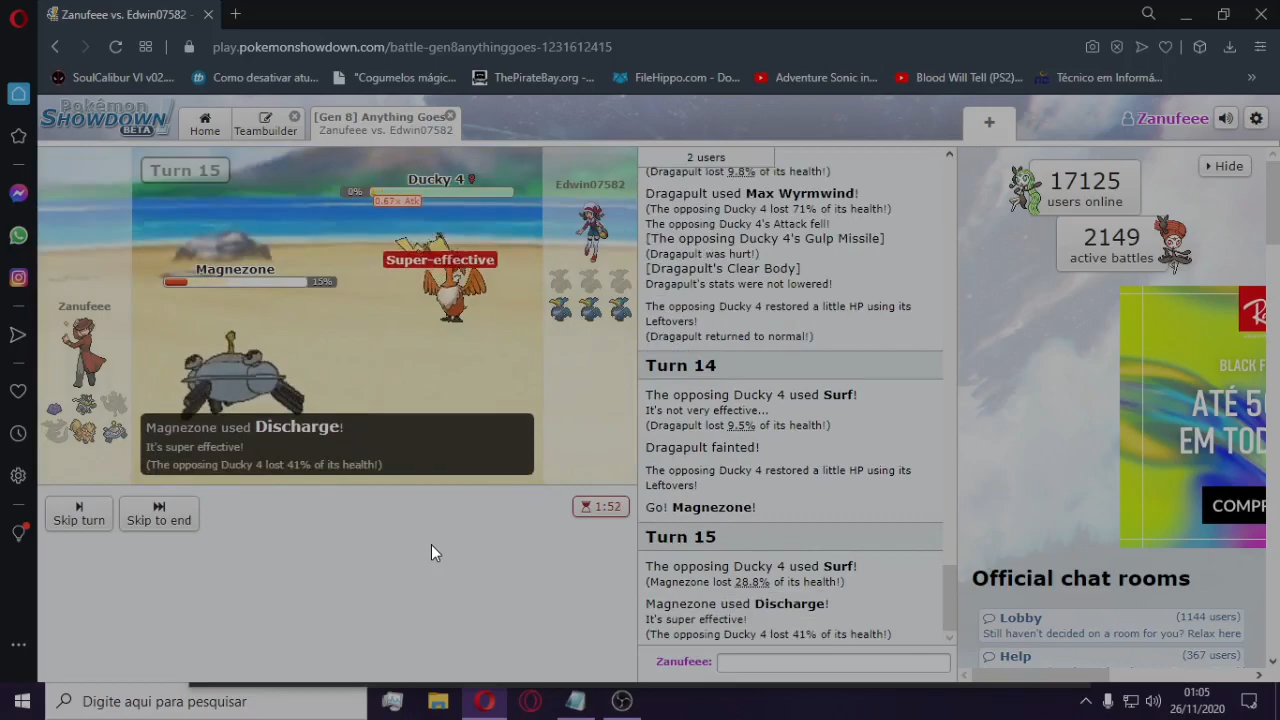 Zanufeee vs. Edwin07582
play.pokemonshowdown.com/battle-gen8anythinggoes-1231612415
SoulCalibur VI v02....
Como desativar atu...
"Cogumelos mágic...
ThePirateBay.org -...
FileHippo.com - Do...
Adventure Sonic in...
Blood Will Tell (PS2)...
Técnico em Informá...
Pokémon
SHOWDOWN
BETA
Home
Teambuilder
[Gen 8] Anything Goes
Zanufeee vs. Edwin07582
Zanufeee
Turn 15
Ducky 4
0%
0.67× Atk
Edwin07582
Super-effective
Magnezone
15%
Zanufeee
Magnezone used Discharge!
It's super effective!
(The opposing Ducky 4 lost 41% of its health!)
Skip turn
Skip to end
1:52
2 users
(Dragapult lost 9.8% of its health!)
Dragapult used Max Wyrmwind!
(The opposing Ducky 4 lost 71% of its health!)
The opposing Ducky 4's Attack fell!
[The opposing Ducky 4's Gulp Missile]
Dragapult was hurt!
[Dragapult's Clear Body]
Dragapult's stats were not lowered!
The opposing Ducky 4 restored a little HP using its
Leftovers!
(Dragapult returned to normal!)
Turn 14
The opposing Ducky 4 used Surf!
It's not very effective...
(Dragapult lost 9.5% of its health!)
Dragapult fainted!
The opposing Ducky 4 restored a little HP using its
Leftovers!
Go! Magnezone!
Turn 15
The opposing Ducky 4 used Surf!
(Magnezone lost 28.8% of its health!)
Magnezone used Discharge!
It's super effective!
(The opposing Ducky 4 lost 41% of its health!)
Zanufeee:
17125
users online
Hide
2149
active battles
BLACK F
ATÉ 50
EM TOD
COMPR
Official chat rooms
Lobby
(1144 users)
Still haven't decided on a room for you? Relax here
Help
(367 users)
Digite aqui para pesquisar
01:05
26/11/2020